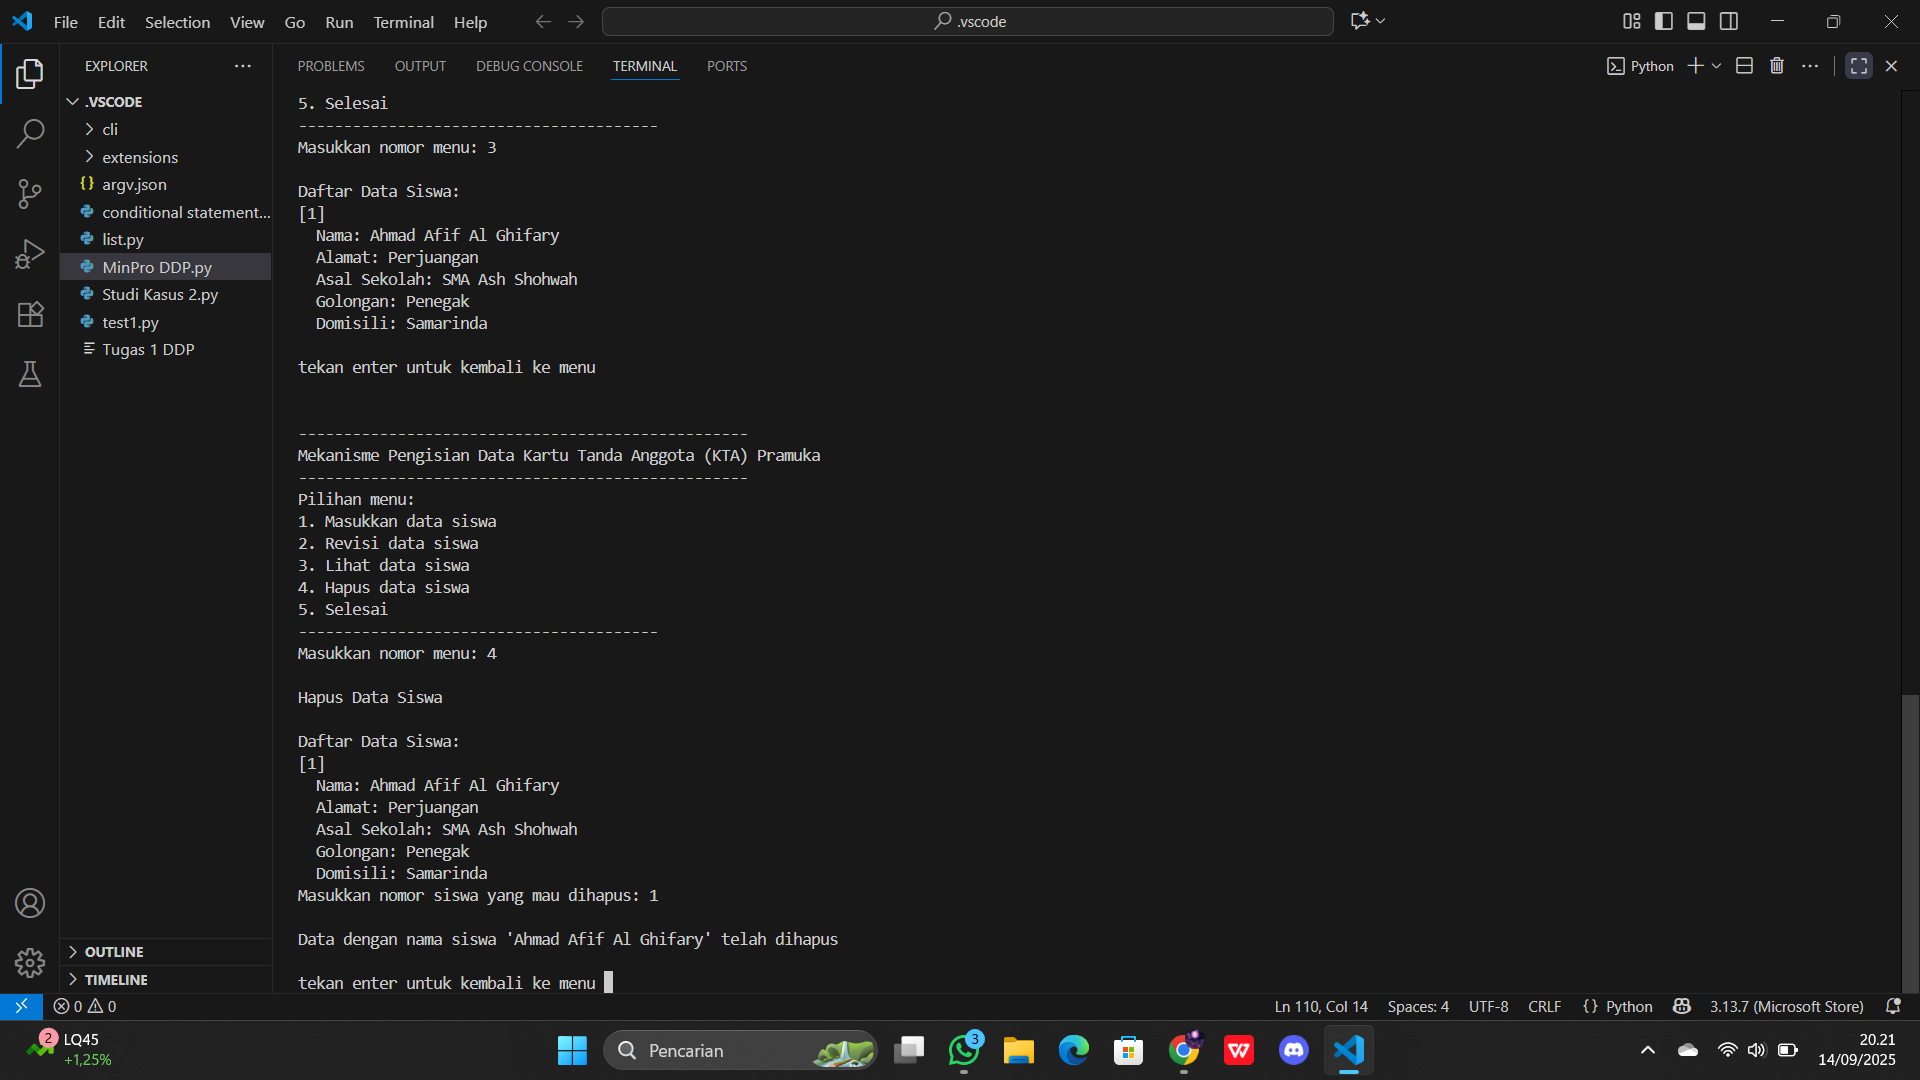 File Edit Selection View Go Run Terminal Help
.vscode
EXPLORER
.VSCODE
cli
extensions
{} argv.json
conditional statement...
list.py
MinPro DDP.py
Studi Kasus 2.py
test1.py
Tugas 1 DDP
OUTLINE
TIMELINE
PROBLEMS OUTPUT DEBUG CONSOLE TERMINAL PORTS
Python
5. Selesai
----------------------------------------
Masukkan nomor menu: 3
Daftar Data Siswa:
[1]
Nama: Ahmad Afif Al Ghifary
Alamat: Perjuangan
Asal Sekolah: SMA Ash Shohwah
Golongan: Penegak
Domisili: Samarinda
tekan enter untuk kembali ke menu
--------------------------------------------------
Mekanisme Pengisian Data Kartu Tanda Anggota (KTA) Pramuka
--------------------------------------------------
Pilihan menu:
1. Masukkan data siswa
2. Revisi data siswa
3. Lihat data siswa
4. Hapus data siswa
5. Selesai
----------------------------------------
Masukkan nomor menu: 4
Hapus Data Siswa
Daftar Data Siswa:
[1]
Nama: Ahmad Afif Al Ghifary
Alamat: Perjuangan
Asal Sekolah: SMA Ash Shohwah
Golongan: Penegak
Domisili: Samarinda
Masukkan nomor siswa yang mau dihapus: 1
Data dengan nama siswa 'Ahmad Afif Al Ghifary' telah dihapus
tekan enter untuk kembali ke menu
0 0
Ln 110, Col 14 Spaces: 4 UTF-8 CRLF {} Python 3.13.7 (Microsoft Store)
2
LQ45
+1,25%
Pencarian
3
W
20.21
14/09/2025